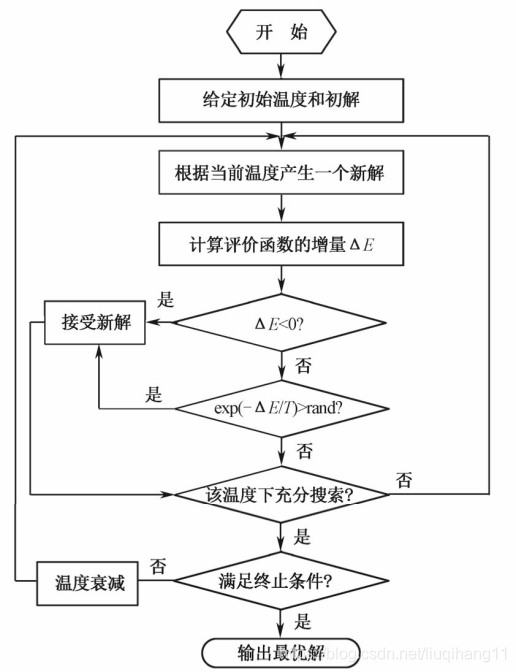 开 始
给定初始温度和初解
根据当前温度产生一个新解
计算评价函数的增量ΔE
是
接受新解
ΔE<0?
否
是
exp(-ΔE/T)>rand?
否
该温度下充分搜索?
否
是
温度衰减
否
满足终止条件?
是
输出最优解
blog.csdn.net/liuqihang11